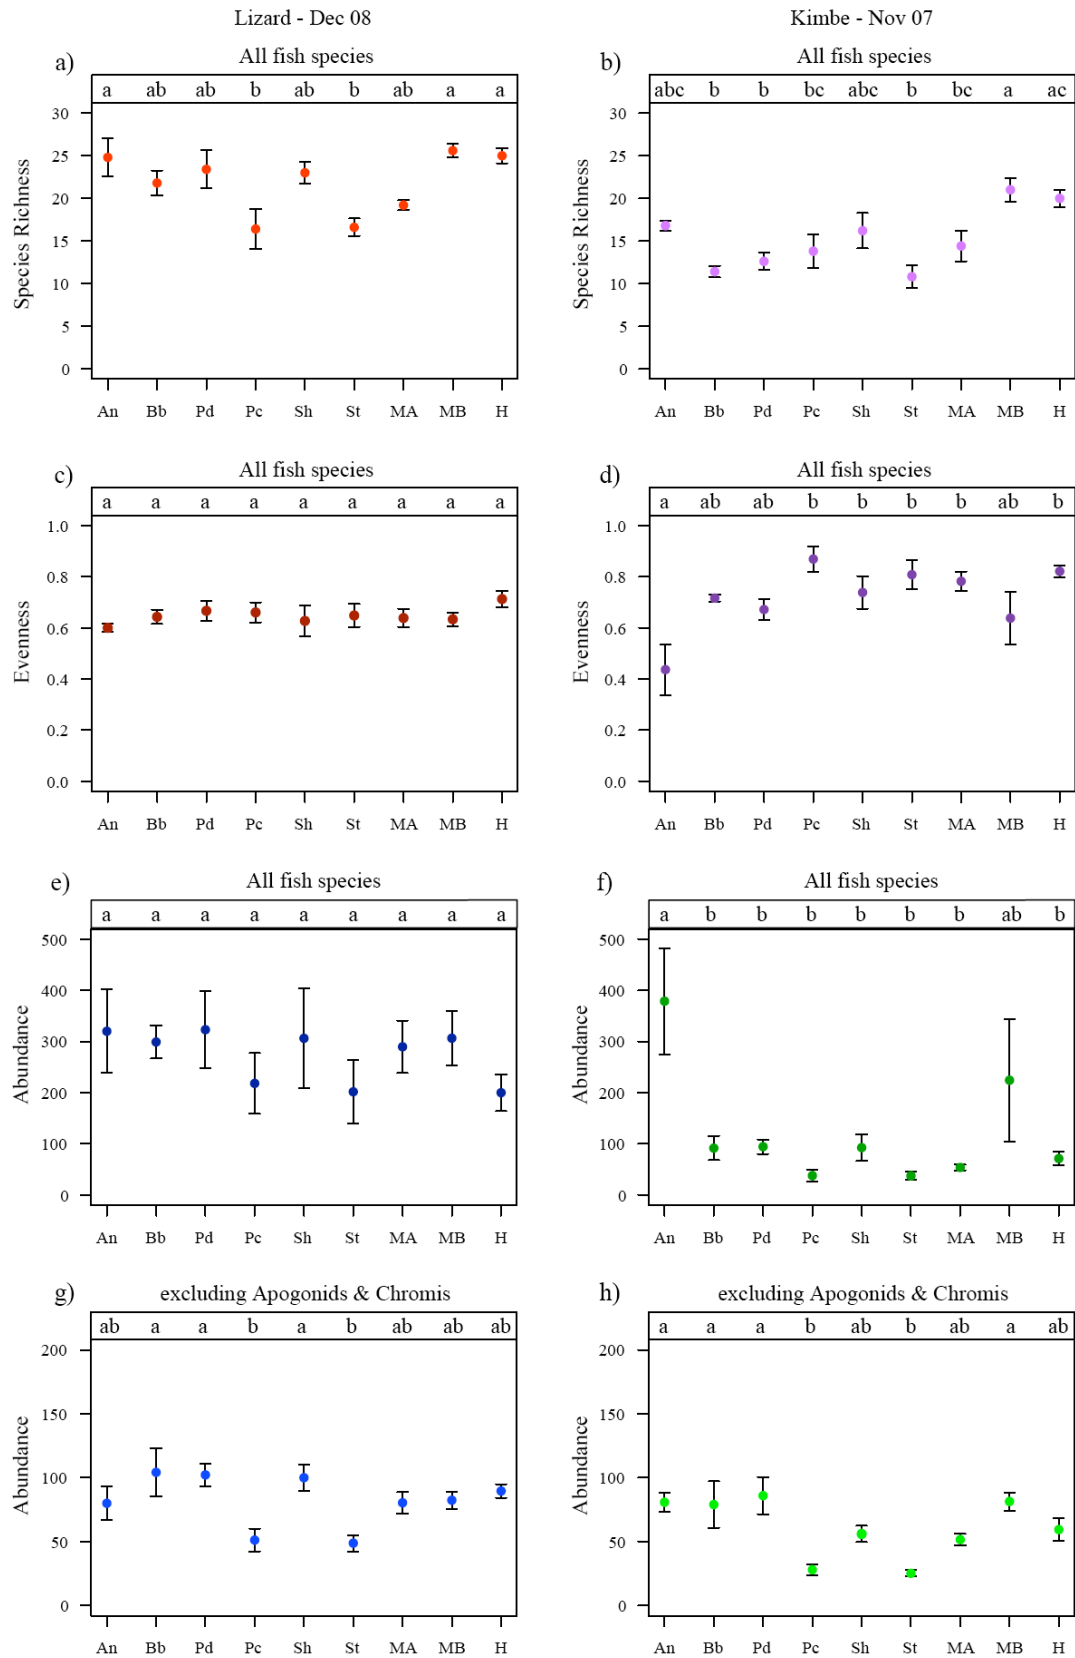 Lizard - Dec 08
Kimbe - Nov 07
a)
All fish species
a ab ab b ab b ab a a
30
25
20
15
10
5
0
Species Richness
An Bb Pd Pc Sh St MA MB H
b)
All fish species
abc b b bc abc b bc a ac
30
25
20
15
10
5
0
Species Richness
An Bb Pd Pc Sh St MA MB H
c)
All fish species
a a a a a a a a a
1.0
0.8
0.6
0.4
0.2
0.0
Evenness
An Bb Pd Pc Sh St MA MB H
d)
All fish species
a ab ab b b b b ab b
1.0
0.8
0.6
0.4
0.2
0.0
Evenness
An Bb Pd Pc Sh St MA MB H
e)
All fish species
a a a a a a a a a
500
400
300
200
100
0
Abundance
An Bb Pd Pc Sh St MA MB H
f)
All fish species
a b b b b b b ab b
500
400
300
200
100
0
Abundance
An Bb Pd Pc Sh St MA MB H
g)
excluding Apogonids & Chromis
ab a a b a b ab ab ab
200
150
100
50
0
Abundance
An Bb Pd Pc Sh St MA MB H
h)
excluding Apogonids & Chromis
a a a b ab b ab a ab
200
150
100
50
0
Abundance
An Bb Pd Pc Sh St MA MB H